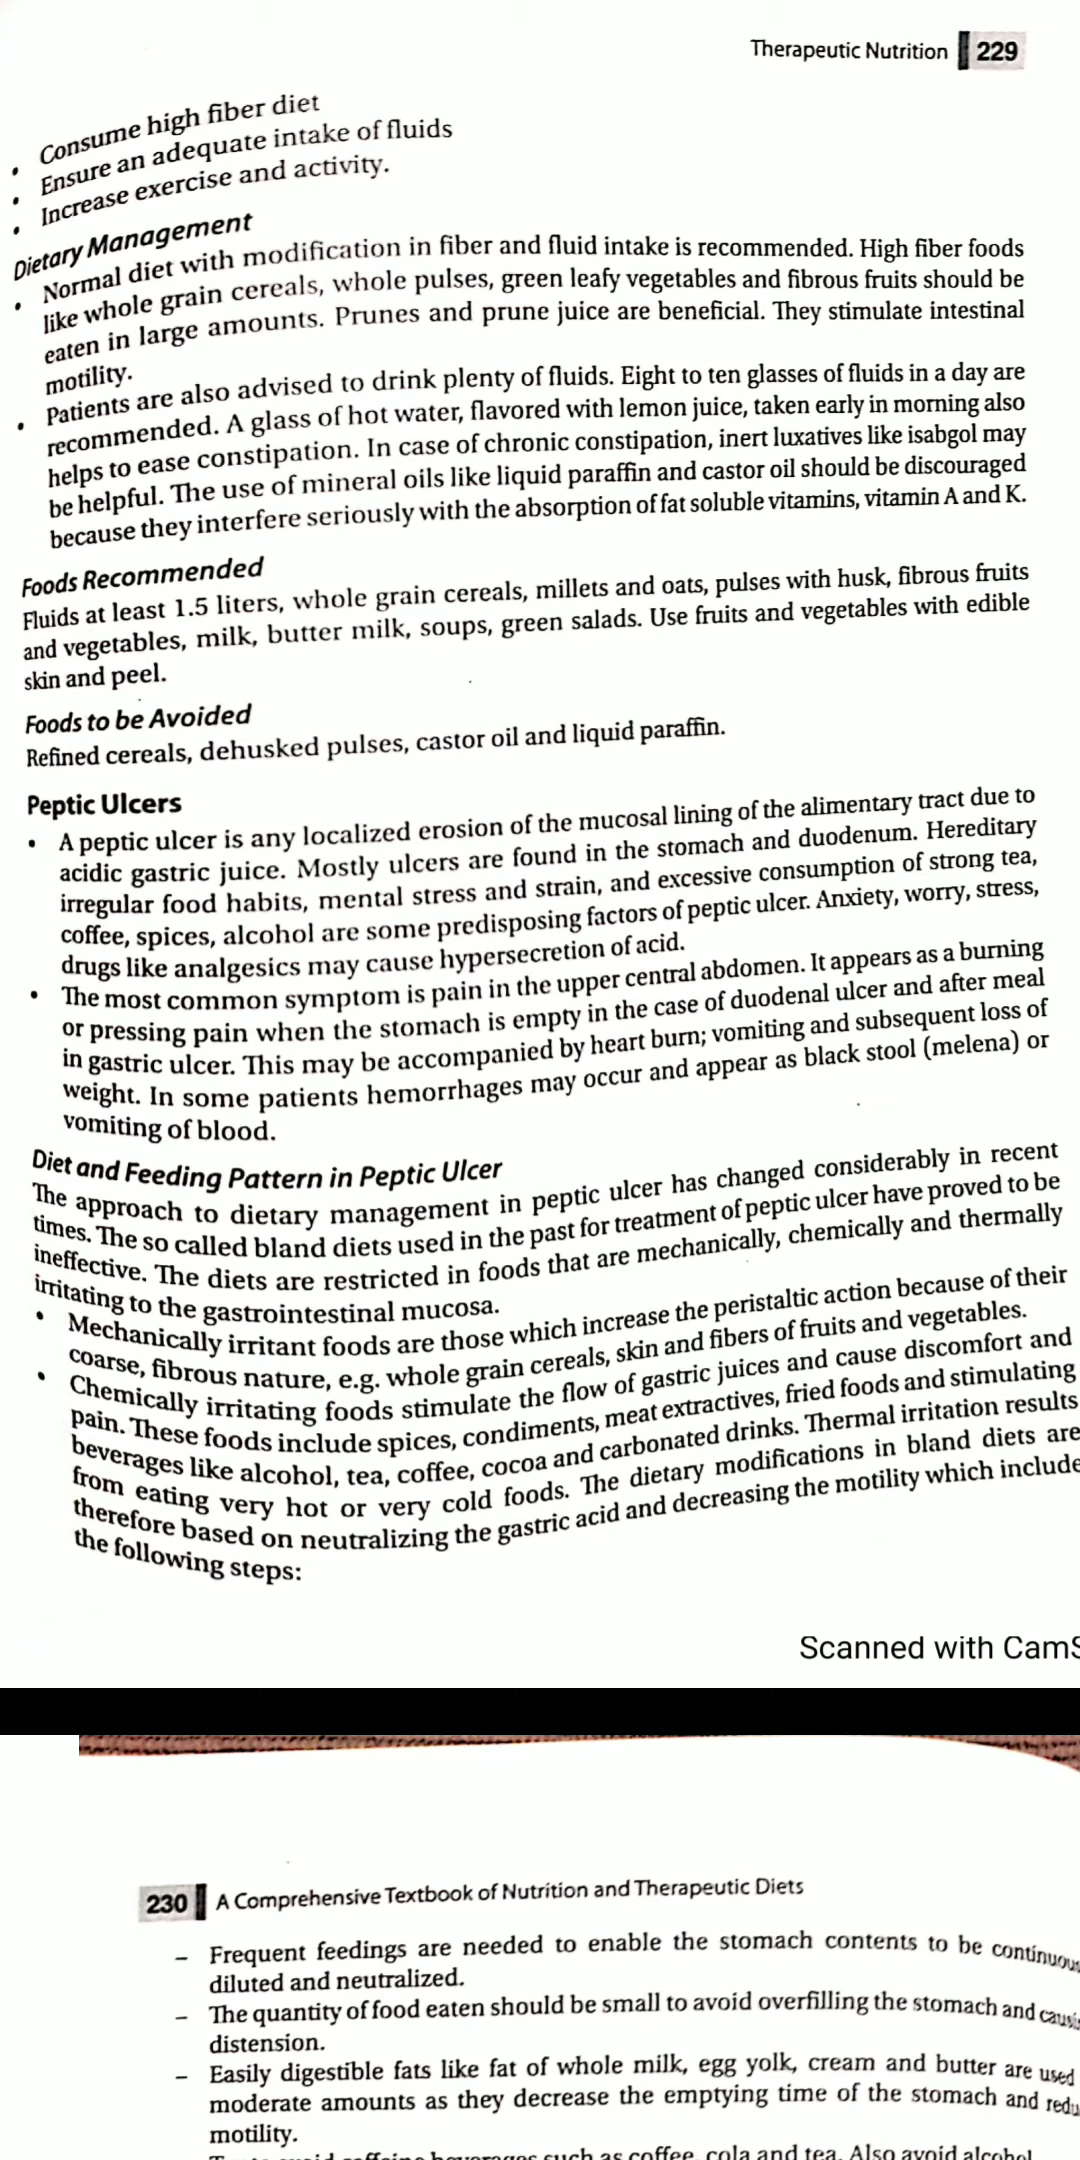 Therapeutic Nutrition 229
• Consume high fiber diet
• Ensure an adequate intake of fluids
• Increase exercise and activity.
Dietary Management
• Normal diet with modification in fiber and fluid intake is recommended. High fiber foods
like whole grain cereals, whole pulses, green leafy vegetables and fibrous fruits should be
eaten in large amounts. Prunes and prune juice are beneficial. They stimulate intestinal
motility.
• Patients are also advised to drink plenty of fluids. Eight to ten glasses of fluids in a day are
recommended. A glass of hot water, flavored with lemon juice, taken early in morning also
helps to ease constipation. In case of chronic constipation, inert luxatives like isabgol may
be helpful. The use of mineral oils like liquid paraffin and castor oil should be discouraged
because they interfere seriously with the absorption of fat soluble vitamins, vitamin A and K.
Foods Recommended
Fluids at least 1.5 liters, whole grain cereals, millets and oats, pulses with husk, fibrous fruits
and vegetables, milk, butter milk, soups, green salads. Use fruits and vegetables with edible
skin and peel.
Foods to be Avoided
Refined cereals, dehusked pulses, castor oil and liquid paraffin.
Peptic Ulcers
• A peptic ulcer is any localized erosion of the mucosal lining of the alimentary tract due to
acidic gastric juice. Mostly ulcers are found in the stomach and duodenum. Hereditary
irregular food habits, mental stress and strain, and excessive consumption of strong tea,
coffee, spices, alcohol are some predisposing factors of peptic ulcer. Anxiety, worry, stress,
drugs like analgesics may cause hypersecretion of acid.
• The most common symptom is pain in the upper central abdomen. It appears as a burning
or pressing pain when the stomach is empty in the case of duodenal ulcer and after meal
in gastric ulcer. This may be accompanied by heart burn; vomiting and subsequent loss of
weight. In some patients hemorrhages may occur and appear as black stool (melena) or
vomiting of blood.
Diet and Feeding Pattern in Peptic Ulcer
The approach to dietary management in peptic ulcer has changed considerably in recent
times. The so called bland diets used in the past for treatment of peptic ulcer have proved to be
ineffective. The diets are restricted in foods that are mechanically, chemically and thermally
irritating to the gastrointestinal mucosa.
• Mechanically irritant foods are those which increase the peristaltic action because of their
coarse, fibrous nature, e.g. whole grain cereals, skin and fibers of fruits and vegetables.
• Chemically irritating foods stimulate the flow of gastric juices and cause discomfort and
pain. These foods include spices, condiments, meat extractives, fried foods and stimulating
beverages like alcohol, tea, coffee, cocoa and carbonated drinks. Thermal irritation results
from eating very hot or very cold foods. The dietary modifications in bland diets are
therefore based on neutralizing the gastric acid and decreasing the motility which include
the following steps:
Scanned with CamS
230 A Comprehensive Textbook of Nutrition and Therapeutic Diets
– Frequent feedings are needed to enable the stomach contents to be continuous
diluted and neutralized.
– The quantity of food eaten should be small to avoid overfilling the stomach and causi
distension.
– Easily digestible fats like fat of whole milk, egg yolk, cream and butter are used
moderate amounts as they decrease the emptying time of the stomach and redu
motility.
such as coffee, cola and tea. Also avoid alcohol